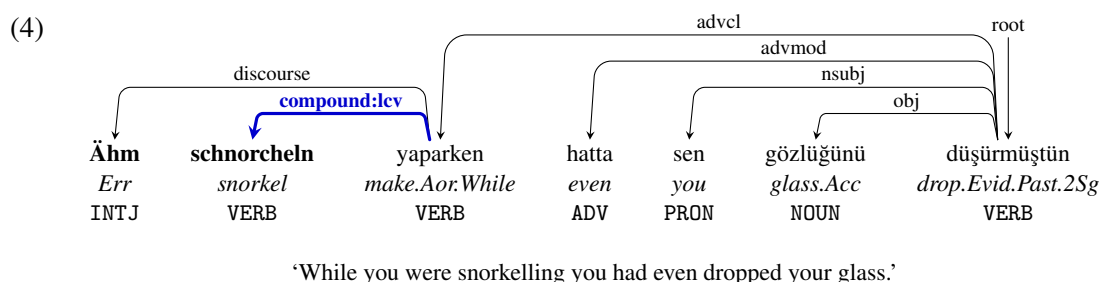 (4)
advcl
root
advmod
discourse
nsubj
compound:lcv
obj
Ähm schnorcheln yaparken hatta sen gözlüğünü düşürmüştün
Err snorkel make.Aor.While even you glass.Acc drop.Evid.Past.2Sg
INTJ VERB VERB ADV PRON NOUN VERB
‘While you were snorkelling you had even dropped your glass.’